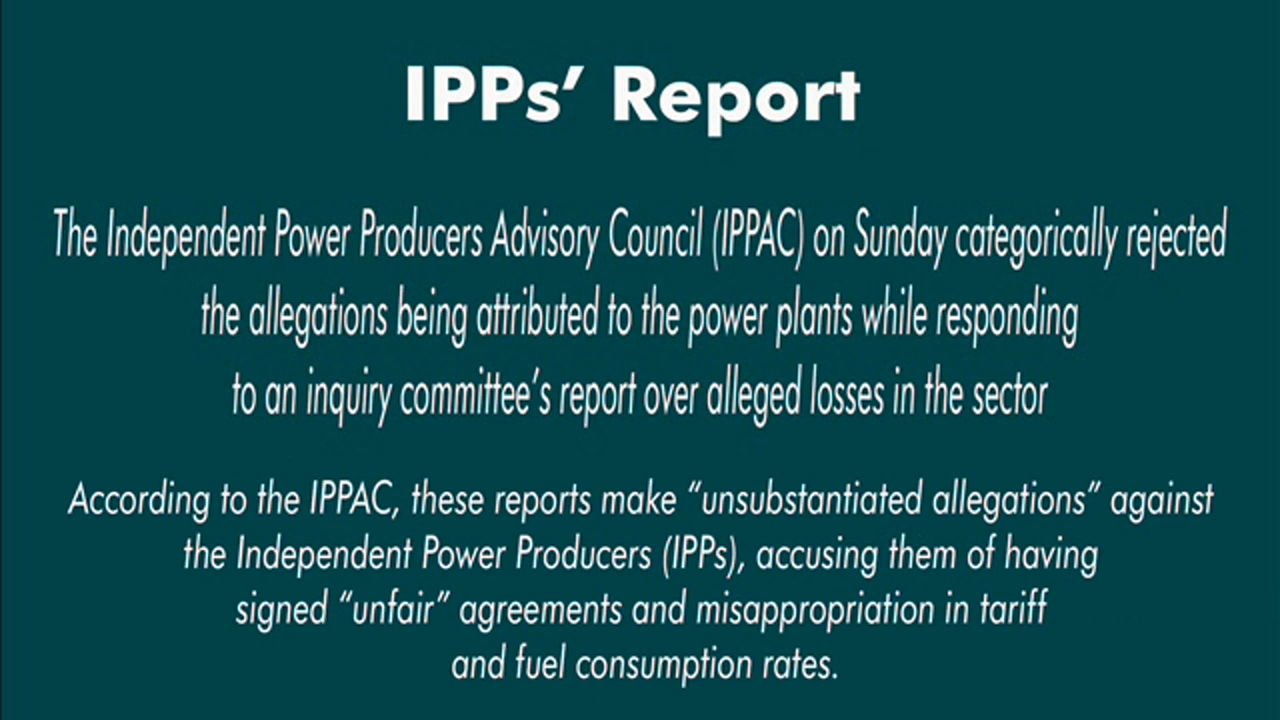 IPPs’ Report
The Independent Power Producers Advisory Council (IPPAC) on Sunday categorically rejected
the allegations being attributed to the power plants while responding
to an inquiry committee’s report over alleged losses in the sector
According to the IPPAC, these reports make “unsubstantiated allegations” against
the Independent Power Producers (IPPs), accusing them of having
signed “unfair” agreements and misappropriation in tariff
and fuel consumption rates.